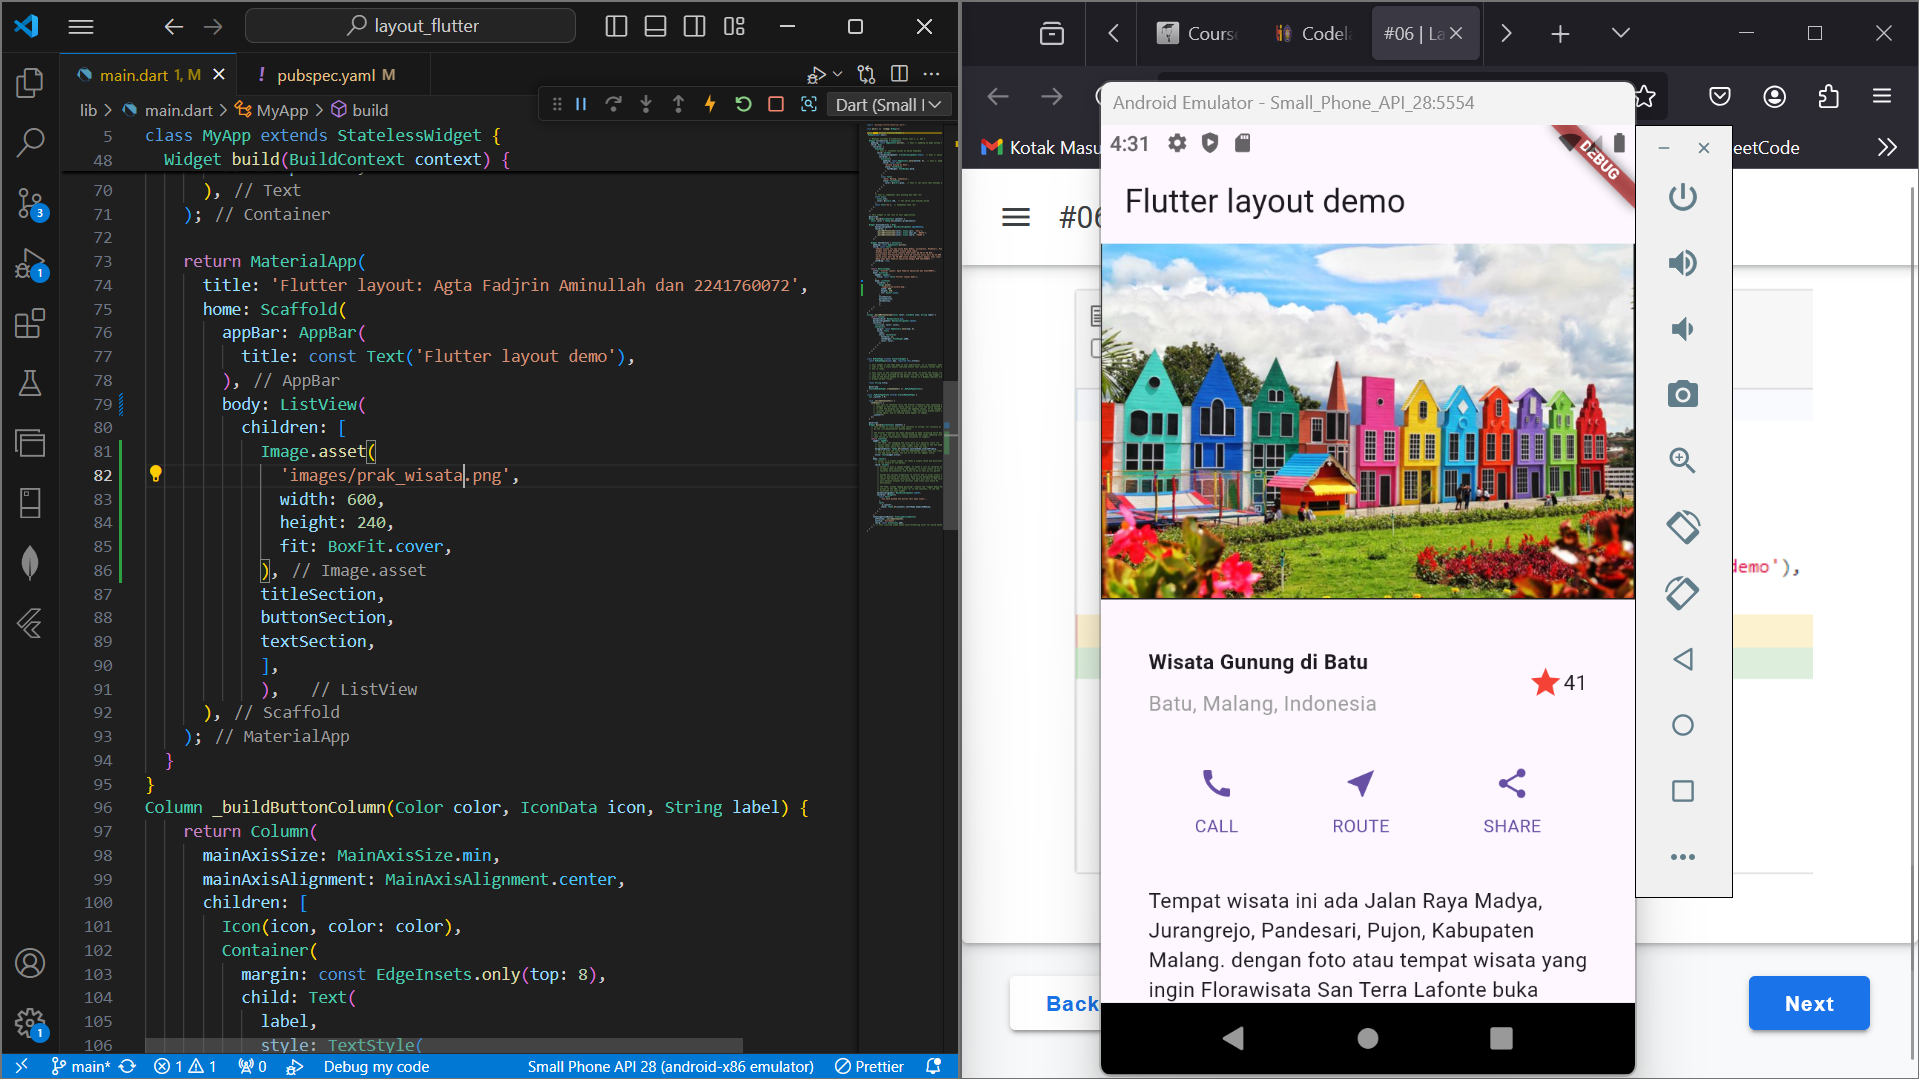 layout_flutter
main.dart 1, M
! pubspec.yaml M
lib > main.dart > MyApp > build
Dart (Small
5 class MyApp extends StatelessWidget {
48 Widget build(BuildContext context) {
70 ), // Text
71 ); // Container
72
73 return MaterialApp(
74 title: 'Flutter layout: Agta Fadjrin Aminullah dan 2241760072',
75 home: Scaffold(
76 appBar: AppBar(
77 title: const Text('Flutter layout demo'),
78 ), // AppBar
79 body: ListView(
80 children: [
81 Image.asset(
82 'images/prak_wisata.png',
83 width: 600,
84 height: 240,
85 fit: BoxFit.cover,
86 ), // Image.asset
87 titleSection,
88 buttonSection,
89 textSection,
90 ],
91 ), // ListView
92 ), // Scaffold
93 ); // MaterialApp
94 }
95 }
96 Column _buildButtonColumn(Color color, IconData icon, String label) {
97 return Column(
98 mainAxisSize: MainAxisSize.min,
99 mainAxisAlignment: MainAxisAlignment.center,
100 children: [
101 Icon(icon, color: color),
102 Container(
103 margin: const EdgeInsets.only(top: 8),
104 child: Text(
105 label,
106 style: TextStyle(
3
1
1
main* 1 1 0 Debug my code Small Phone API 28 (android-x86 emulator) Prettier
Cours
Codel
#06 | La
Kotak Masu
eetCode
#06
demo'),
Back
Next
Android Emulator - Small_Phone_API_28:5554
4:31
DEBUG
Flutter layout demo
Wisata Gunung di Batu
Batu, Malang, Indonesia
41
CALL ROUTE SHARE
Tempat wisata ini ada Jalan Raya Madya,
Jurangrejo, Pandesari, Pujon, Kabupaten
Malang. dengan foto atau tempat wisata yang
ingin Florawisata San Terra Lafonte buka